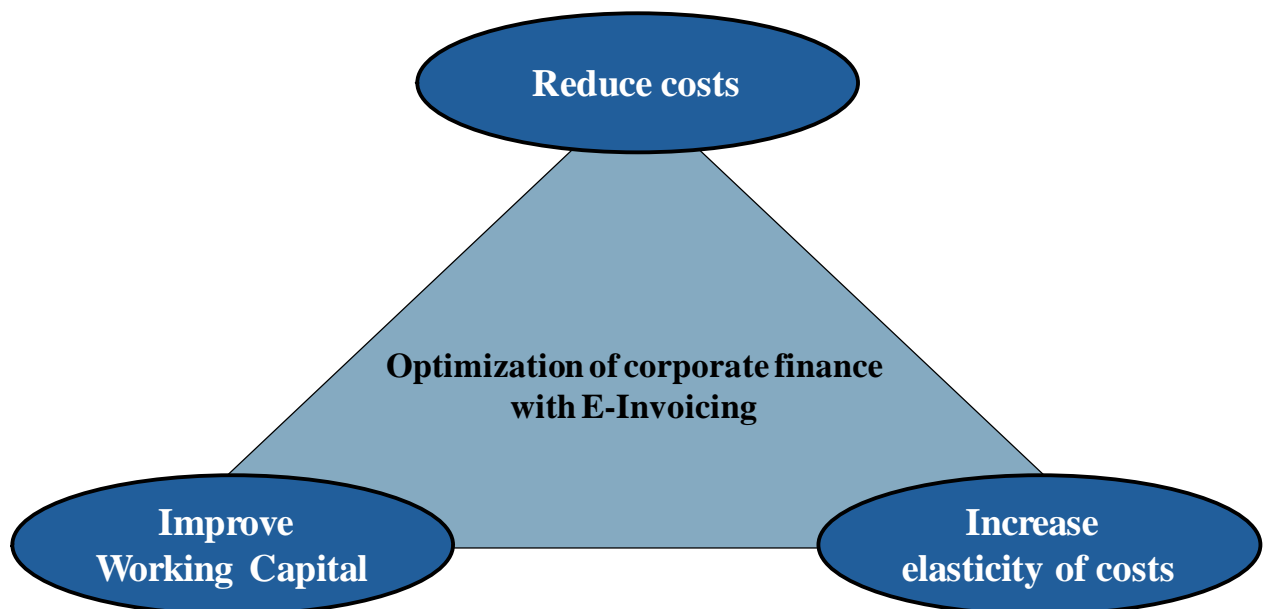 Reduce costs
Optimization of corporate finance
with E-Invoicing
Improve
Working Capital
Increase
elasticity of costs